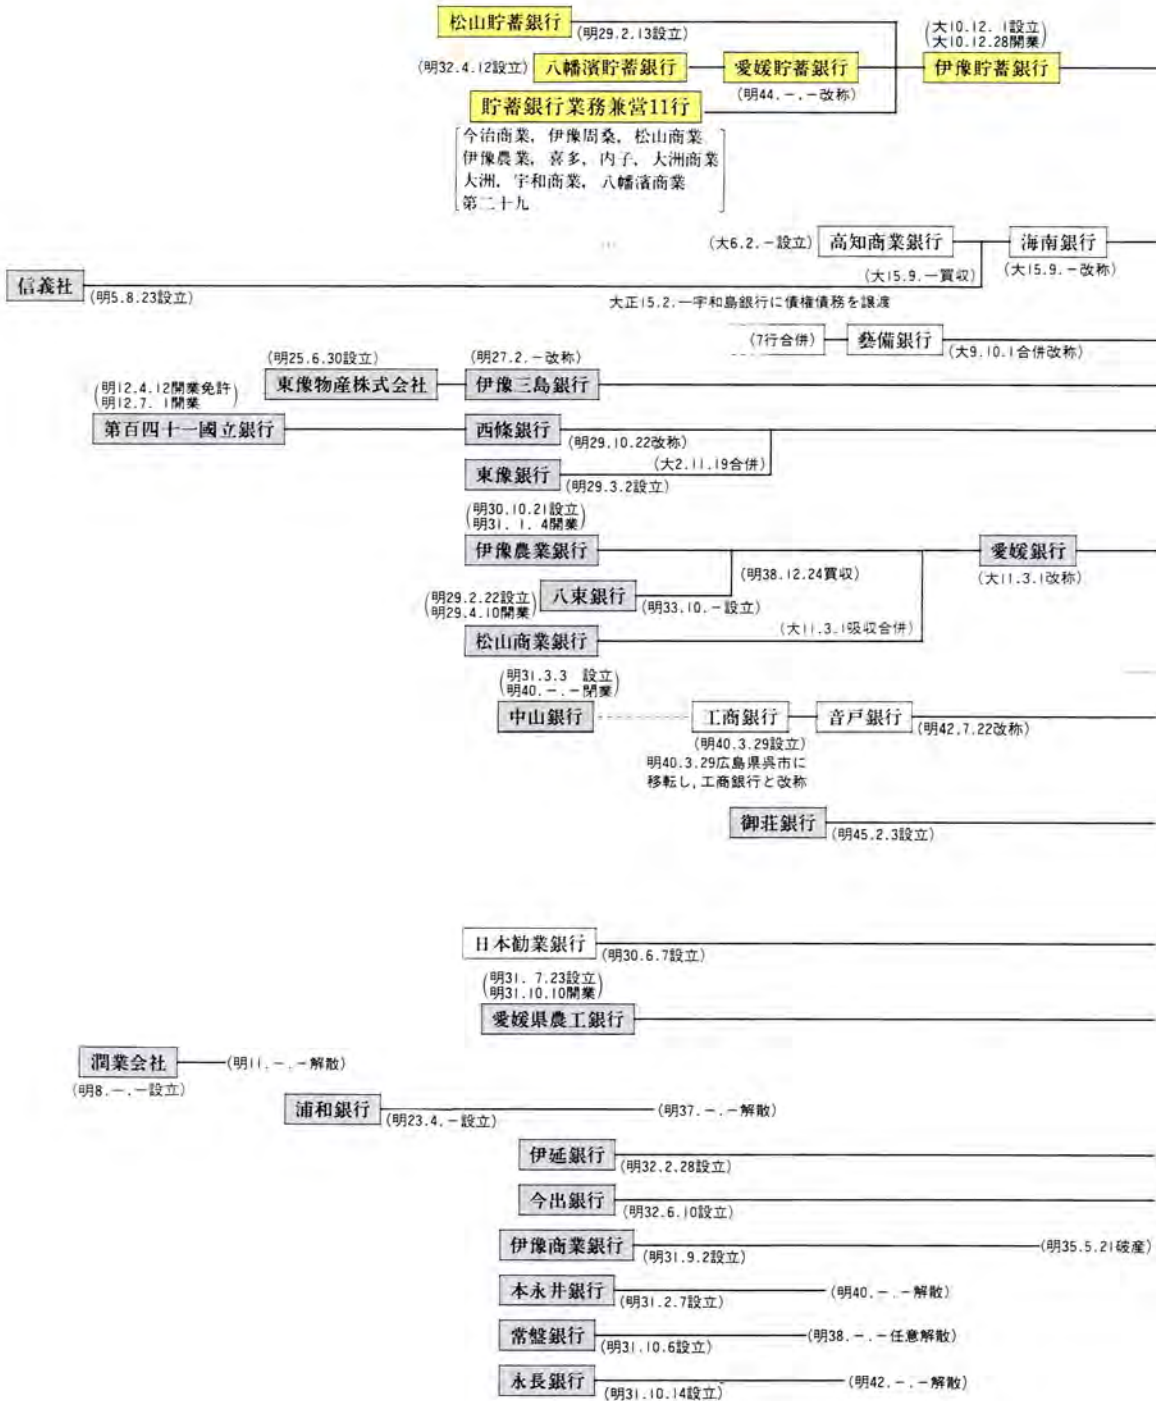 松山貯蓄銀行
(明29.2.13設立)
(明32.4.12設立)
八幡濱貯蓄銀行
愛媛貯蓄銀行
(明44.-.-改称)
(大10.12. 1設立)
(大10.12.28開業)
伊豫貯蓄銀行
貯蓄銀行業務兼営11行
今治商業, 伊豫周桑, 松山商業
伊豫農業, 喜多, 内子, 大洲商業
大洲, 宇和商業, 八幡濱商業
第二十九
(大6.2.-設立)
高知商業銀行
海南銀行
(大15.9.-買収)
(大15.9.-改称)
信義社
(明5.8.23設立)
大正15.2.-宇和島銀行に債権債務を譲渡
(7行合併)
藝備銀行
(大9.10.1合併改称)
(明25.6.30設立)
(明27.2.-改称)
東豫物産株式会社
伊豫三島銀行
(明12.4.12開業免許)
(明12.7. 1開業)
第百四十一國立銀行
西條銀行
(明29.10.22改称)
(大2.11.19合併)
東豫銀行
(明29.3.2設立)
(明30.10.21設立)
(明31. 1. 4開業)
伊豫農業銀行
愛媛銀行
(明38.12.24買収)
(大11.3.1改称)
(明29.2.22設立)
(明29.4.10開業)
八束銀行
(明33.10.-設立)
(大11.3.1吸収合併)
松山商業銀行
(明31.3.3 設立)
(明40.-.-閉業)
中山銀行
工商銀行
音戸銀行
(明42.7.22改称)
(明40.3.29設立)
明40.3.29広島県呉市に
移転し,工商銀行と改称
御荘銀行
(明45.2.3設立)
日本勧業銀行
(明30.6.7設立)
(明31. 7.23設立)
(明31.10.10開業)
愛媛県農工銀行
潤業会社
(明11.-.-解散)
(明8.-.-設立)
浦和銀行
(明23.4.-設立)
(明37.-.-解散)
伊延銀行
(明32.2.28設立)
今出銀行
(明32.6.10設立)
伊豫商業銀行
(明31.9.2設立)
(明35.5.21破産)
本永井銀行
(明31.2.7設立)
(明40.-.-解散)
常盤銀行
(明31.10.6設立)
(明38.-.-任意解散)
永長銀行
(明31.10.14設立)
(明42.-.-解散)